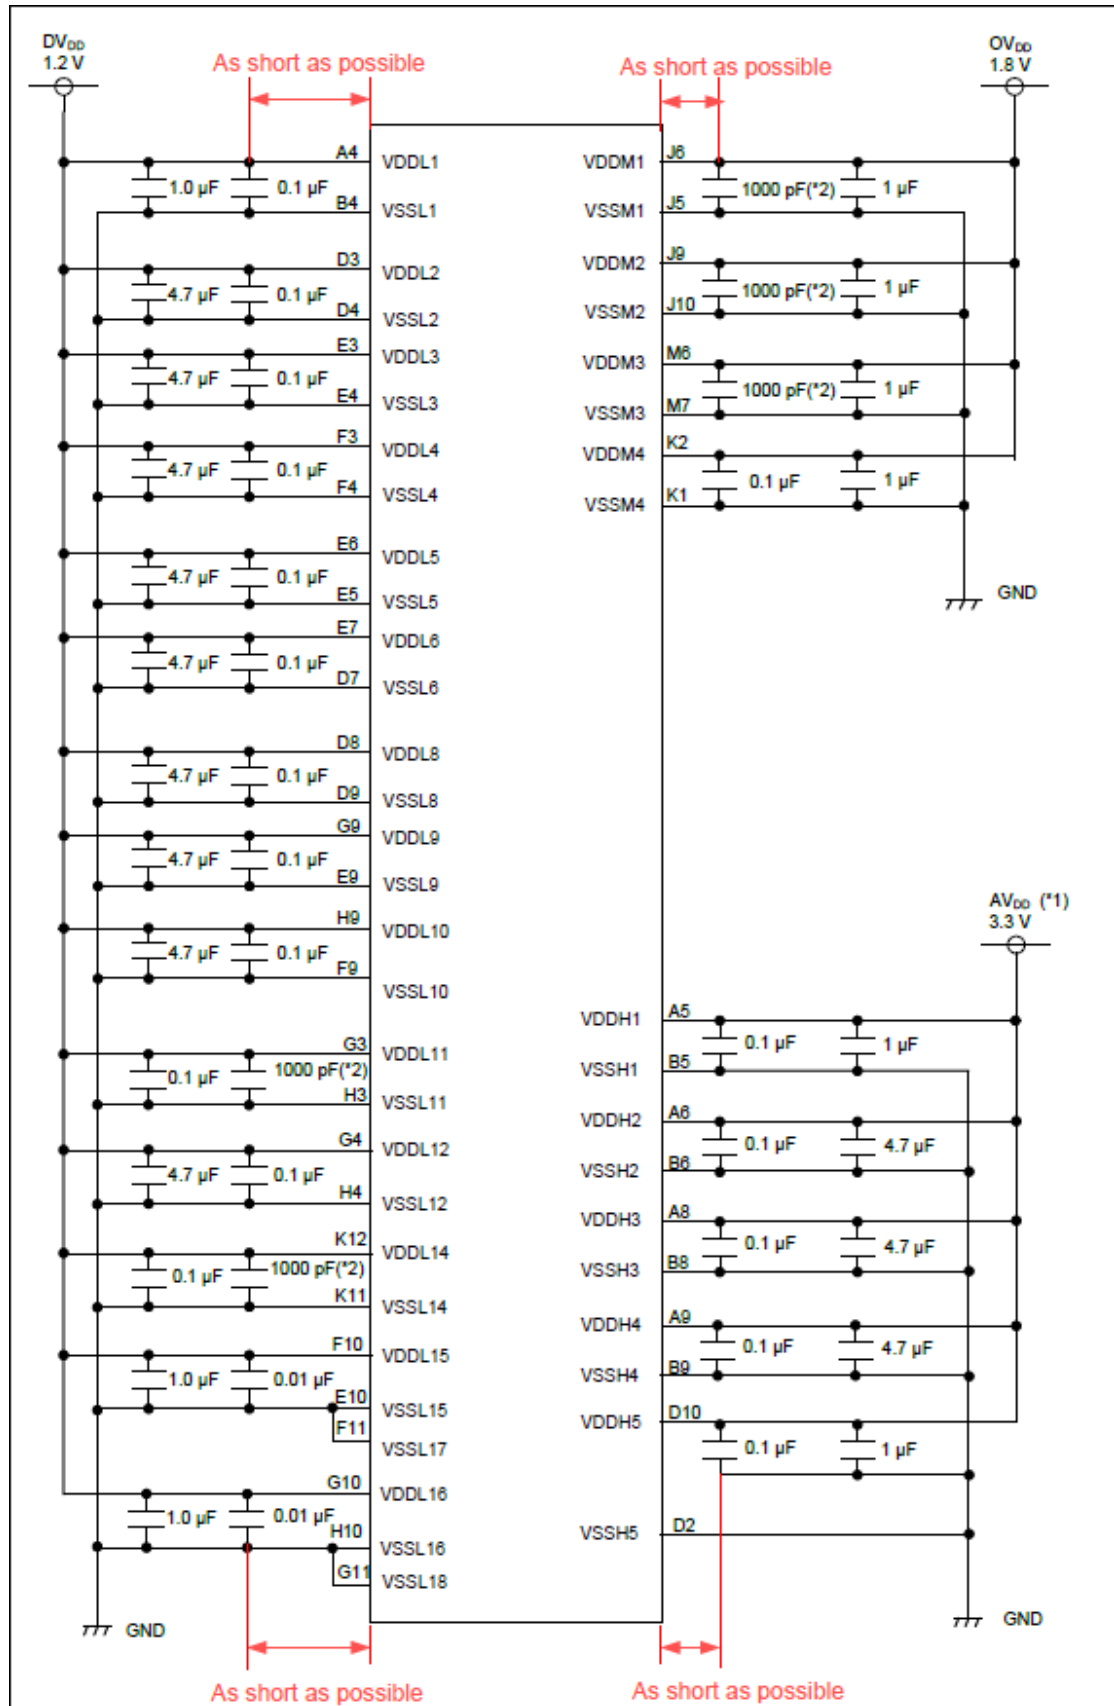 DVDD
1.2 V
As short as possible
As short as possible
OVDD
1.8 V
A4
VDDL1
1.0 µF
0.1 µF
B4
VSSL1
D3
VDDL2
4.7 µF
0.1 µF
D4
VSSL2
E3
VDDL3
4.7 µF
0.1 µF
E4
VSSL3
F3
VDDL4
4.7 µF
0.1 µF
F4
VSSL4
E6
VDDL5
4.7 µF
0.1 µF
E5
VSSL5
E7
VDDL6
4.7 µF
0.1 µF
D7
VSSL6
D8
VDDL8
4.7 µF
0.1 µF
D9
VSSL8
G9
VDDL9
4.7 µF
0.1 µF
E9
VSSL9
H9
VDDL10
4.7 µF
0.1 µF
F9
VSSL10
G3
VDDL11
0.1 µF
1000 pF(*2)
H3
VSSL11
G4
VDDL12
4.7 µF
0.1 µF
H4
VSSL12
K12
VDDL14
0.1 µF
1000 pF(*2)
K11
VSSL14
F10
VDDL15
1.0 µF
0.01 µF
E10
VSSL15
F11
VSSL17
G10
VDDL16
1.0 µF
0.01 µF
H10
VSSL16
G11
VSSL18
GND
VDDM1
J6
1000 pF(*2)
1 µF
VSSM1
J5
VDDM2
J9
1000 pF(*2)
1 µF
VSSM2
J10
VDDM3
M6
1000 pF(*2)
1 µF
VSSM3
M7
VDDM4
K2
0.1 µF
1 µF
VSSM4
K1
GND
AVDD (*1)
3.3 V
VDDH1
A5
0.1 µF
1 µF
VSSH1
B5
VDDH2
A6
0.1 µF
4.7 µF
VSSH2
B6
VDDH3
A8
0.1 µF
4.7 µF
VSSH3
B8
VDDH4
A9
0.1 µF
4.7 µF
VSSH4
B9
VDDH5
D10
0.1 µF
1 µF
VSSH5
D2
GND
As short as possible
As short as possible